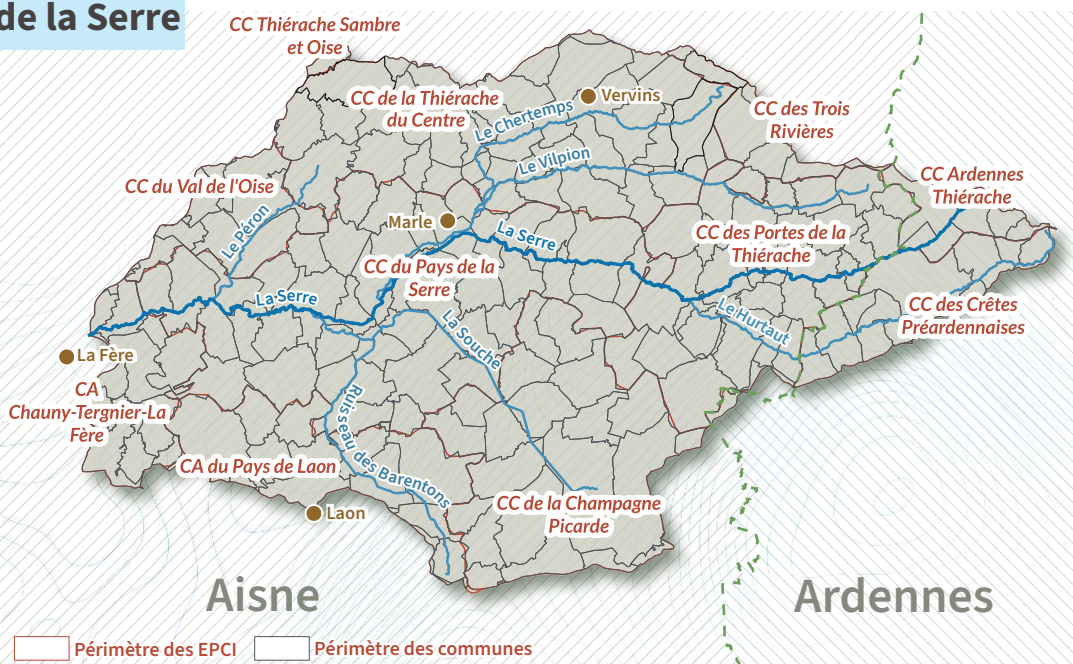 de la Serre
CC Thiérache Sambre
et Oise
CC de la Thiérache
du Centre
Vervins
CC des Trois
Rivières
Le Chertemps
Le Vilpion
CC Ardennes
Thiérache
CC du Val de l'Oise
Le Péron
Marle
La Serre
CC des Portes de la
Thiérache
CC du Pays de la
Serre
La Serre
Le Hurtaut
CC des Crêtes
Préardennaises
La Souche
La Fère
CA
Chauny-Tergnier-La
Fère
Ruisseau des Barentons
CA du Pays de Laon
Laon
CC de la Champagne
Picarde
Aisne
Ardennes
Périmètre des EPCI
Périmètre des communes